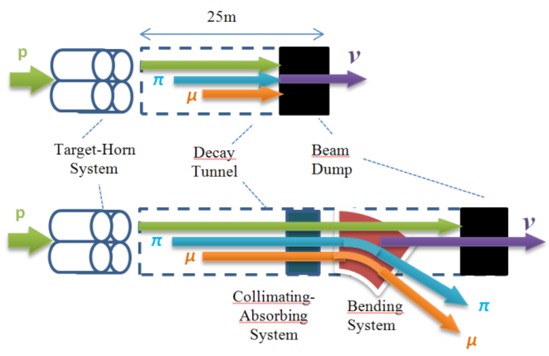 25m
p
ν
π
μ
Target-Horn
System
Decay
Tunnel
Beam
Dump
p
ν
π
μ
Collimating-
Absorbing
System
Bending
System
π
μ